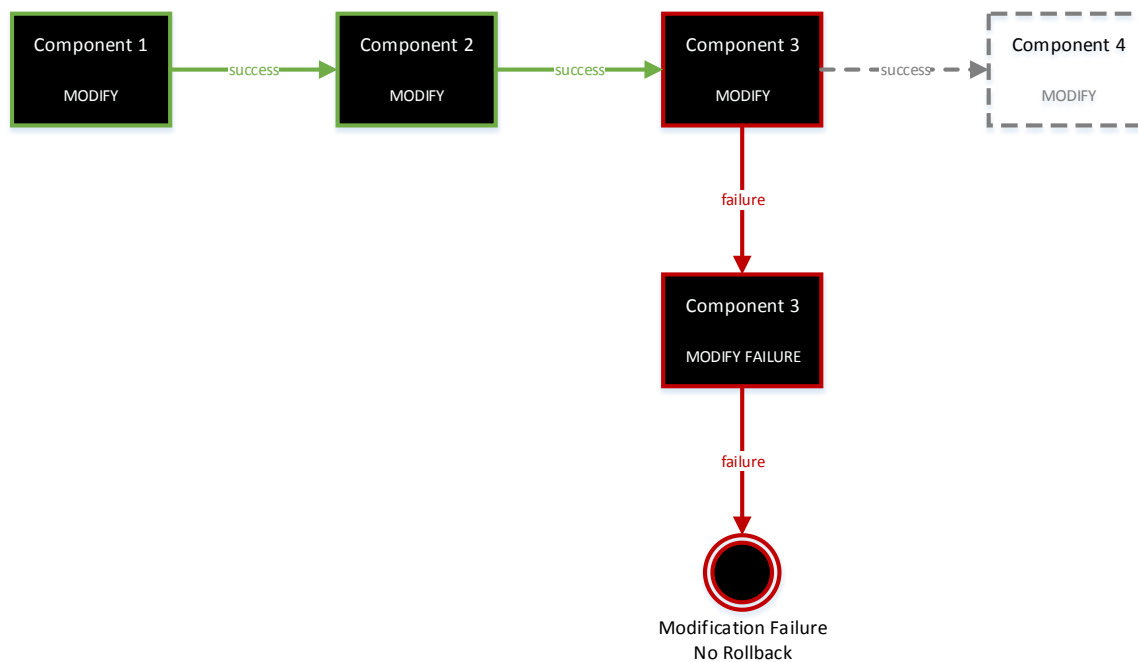 Component 1
MODIFY
success
Component 2
MODIFY
success
Component 3
MODIFY
success
Component 4
MODIFY
failure
Component 3
MODIFY FAILURE
failure
Modification Failure
No Rollback